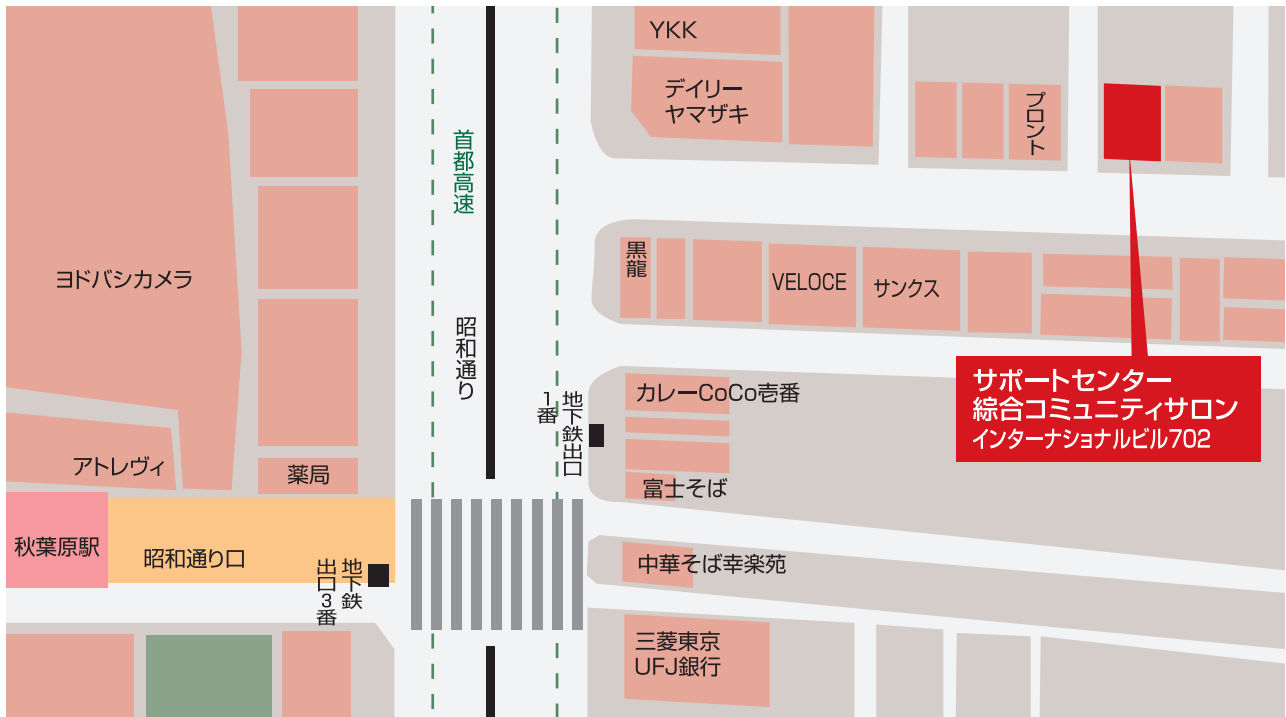 YKK
デイリー
ヤマザキ
プロント
首都高速
黒龍
ヨドバシカメラ
VELOCE
サンクス
昭和通り
サポートセンター
綜合コミュニティサロン
インターナショナルビル702
カレーCoCo壱番
地下鉄出口
1番
アトレヴィ
薬局
富士そば
秋葉原駅
昭和通り口
地下鉄
出口3番
中華そば幸楽苑
三菱東京
UFJ銀行